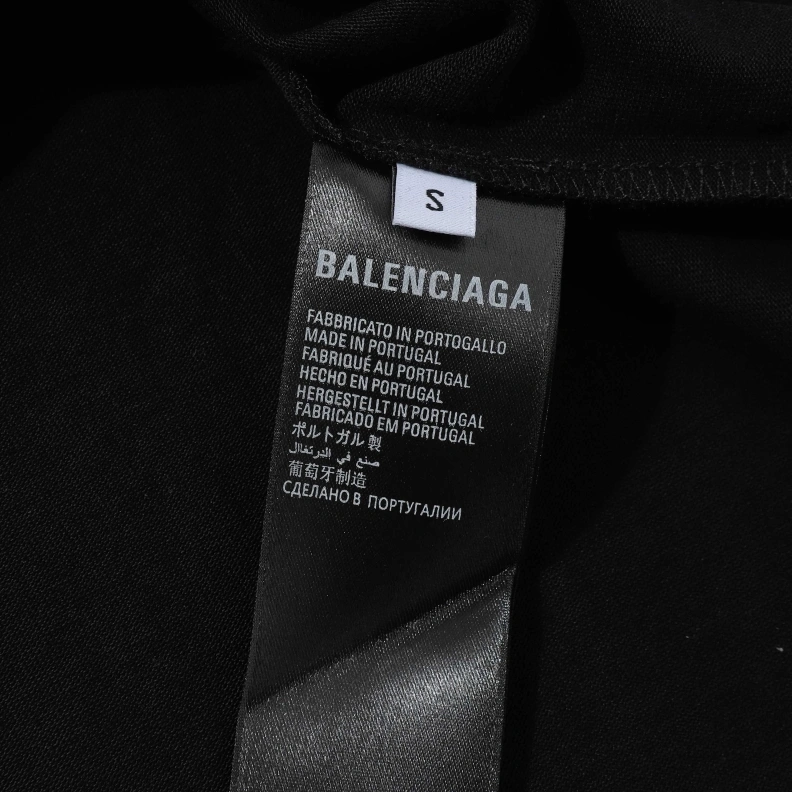 S
BALENCIAGA
FABBRICATO IN PORTOGALLO
MADE IN PORTUGAL
FABRIQUÉ AU PORTUGAL
HECHO EN PORTUGAL
HERGESTELLT IN PORTUGAL
FABRICADO EM PORTUGAL
ポルトガル製
صنع في البرتغال
葡萄牙制造
СДЕЛАНО В ПОРТУГАЛИИ